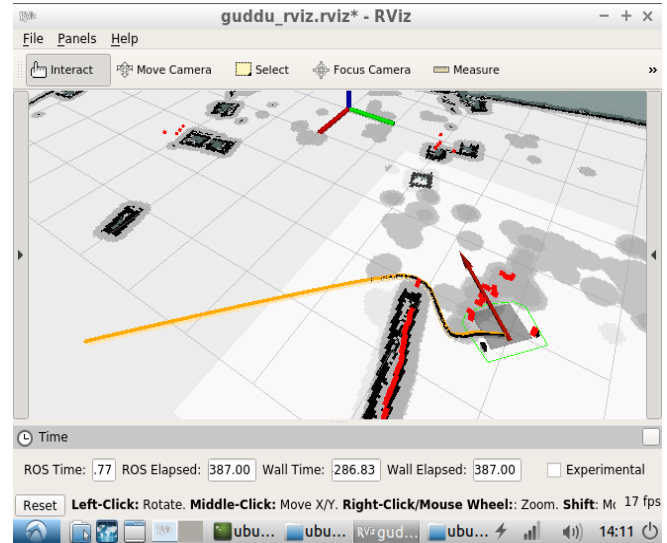 guddu_rviz.rviz* - RViz
File Panels Help
Interact Move Camera Select Focus Camera Measure »
Time
ROS Time: .77 ROS Elapsed: 387.00 Wall Time: 286.83 Wall Elapsed: 387.00 Experimental
Reset Left-Click: Rotate. Middle-Click: Move X/Y. Right-Click/Mouse Wheel:: Zoom. Shift: Mo 17 fps
ubu... ubu... RViz gud... ubu... 14:11